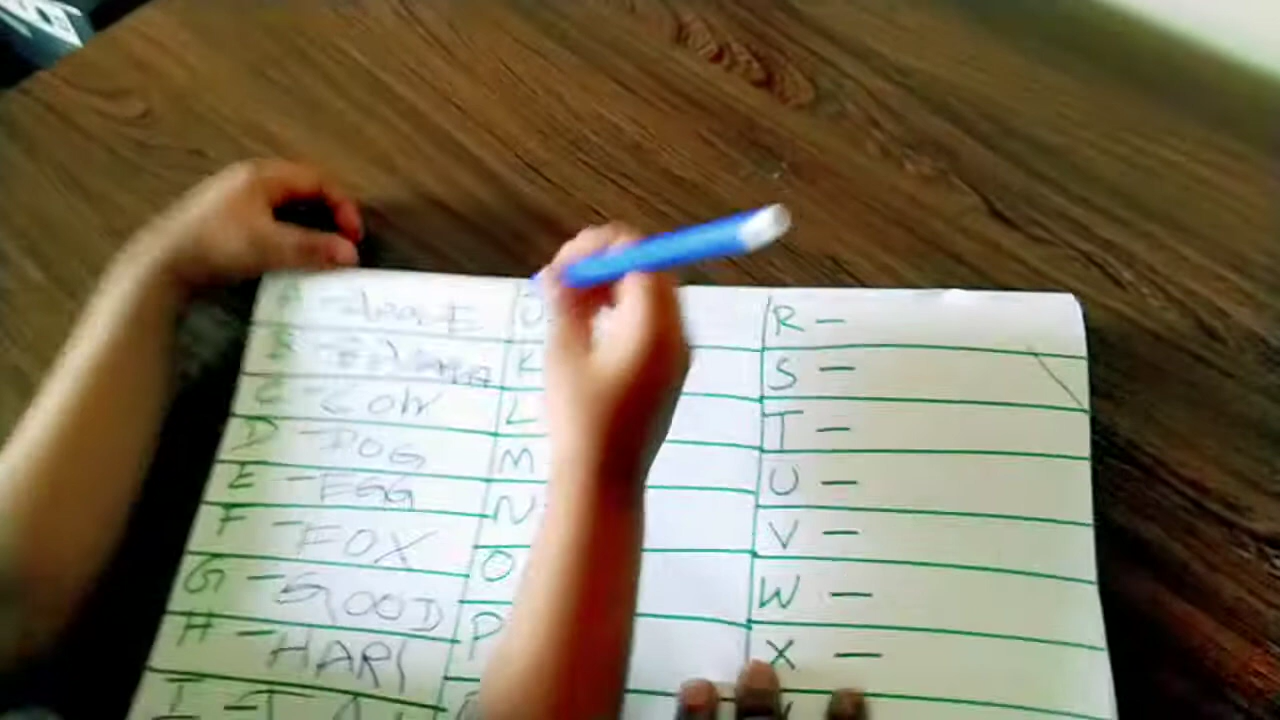 A -
B -
C - COW
D - DOG
E - EGG
F - FOX
G - GOOD
H - HARI
I -
J
K
L
M
N
O
P
R -
S -
T -
U -
V -
W -
X -